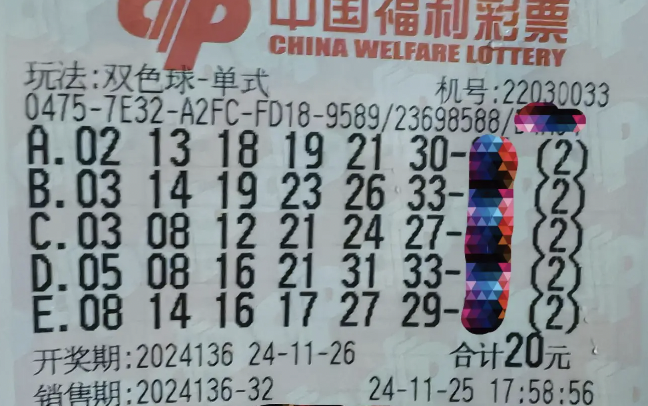 中国福利彩票
CHINA WELFARE LOTTERY
玩法:双色球-单式
机号:22030033
0475-7E32-A2FC-FD18-9589/23698588/
A.02 13 18 19 21 30- (2)
B.03 14 19 23 26 33- (2)
C.03 08 12 21 24 27- (2)
D.05 08 16 21 31 33- (2)
E.08 14 16 17 27 29- (2)
开奖期:2024136 24-11-26 合计20元
销售期:2024136-32 24-11-25 17:58:56